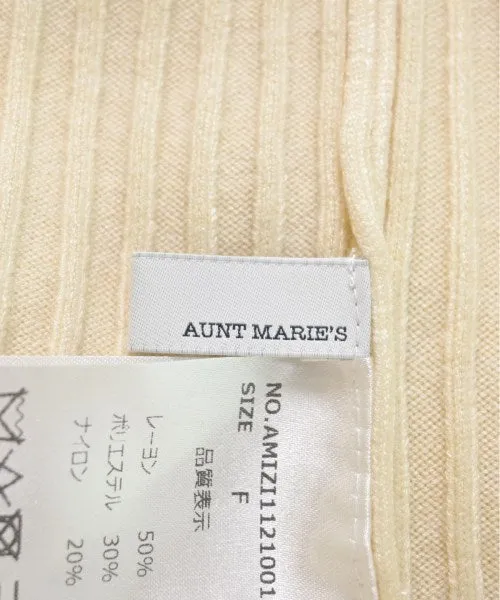 AUNT MARIE'S
NO.AMIZI1121001
SIZE F
品質表示
レーヨン 50%
ポリエステル 30%
ナイロン 20%